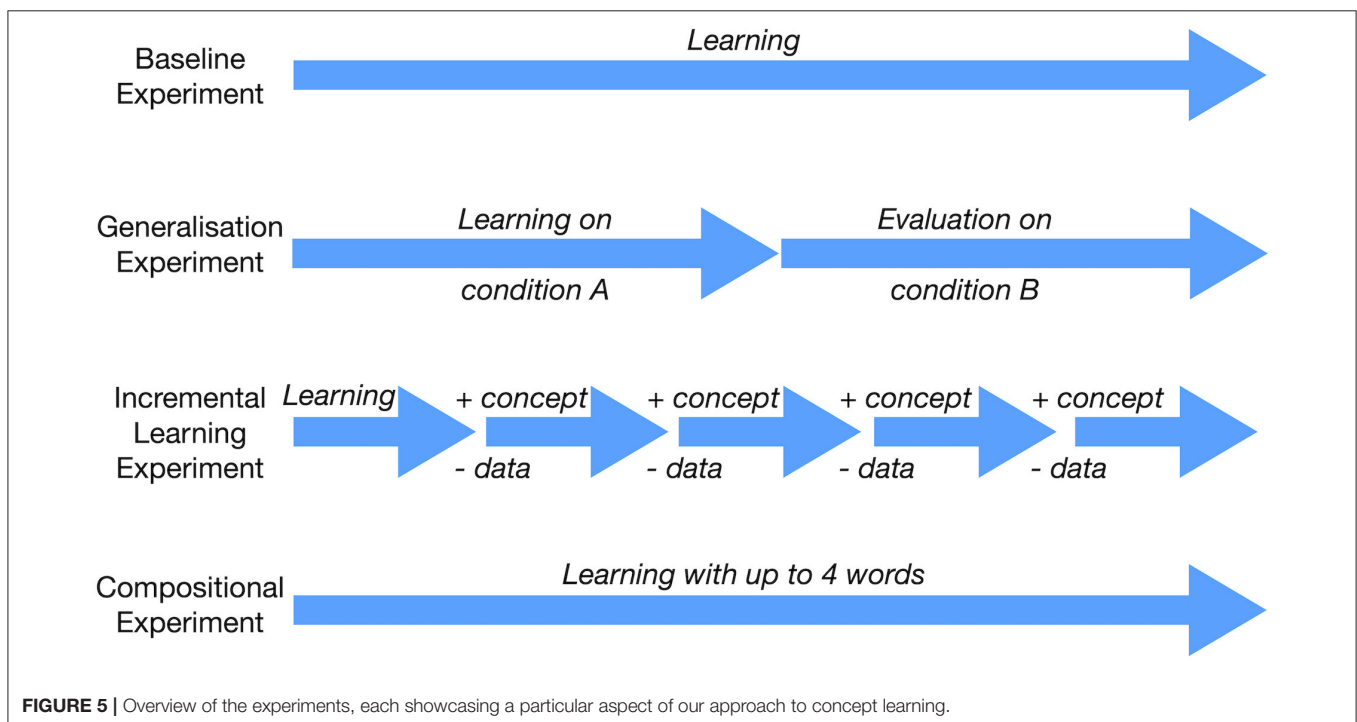 Baseline
Experiment
Learning
Generalisation
Experiment
Learning on
condition A
Evaluation on
condition B
Incremental
Learning
Experiment
Learning
+ concept
- data
+ concept
- data
+ concept
- data
+ concept
- data
Compositional
Experiment
Learning with up to 4 words
FIGURE 5 | Overview of the experiments, each showcasing a particular aspect of our approach to concept learning.